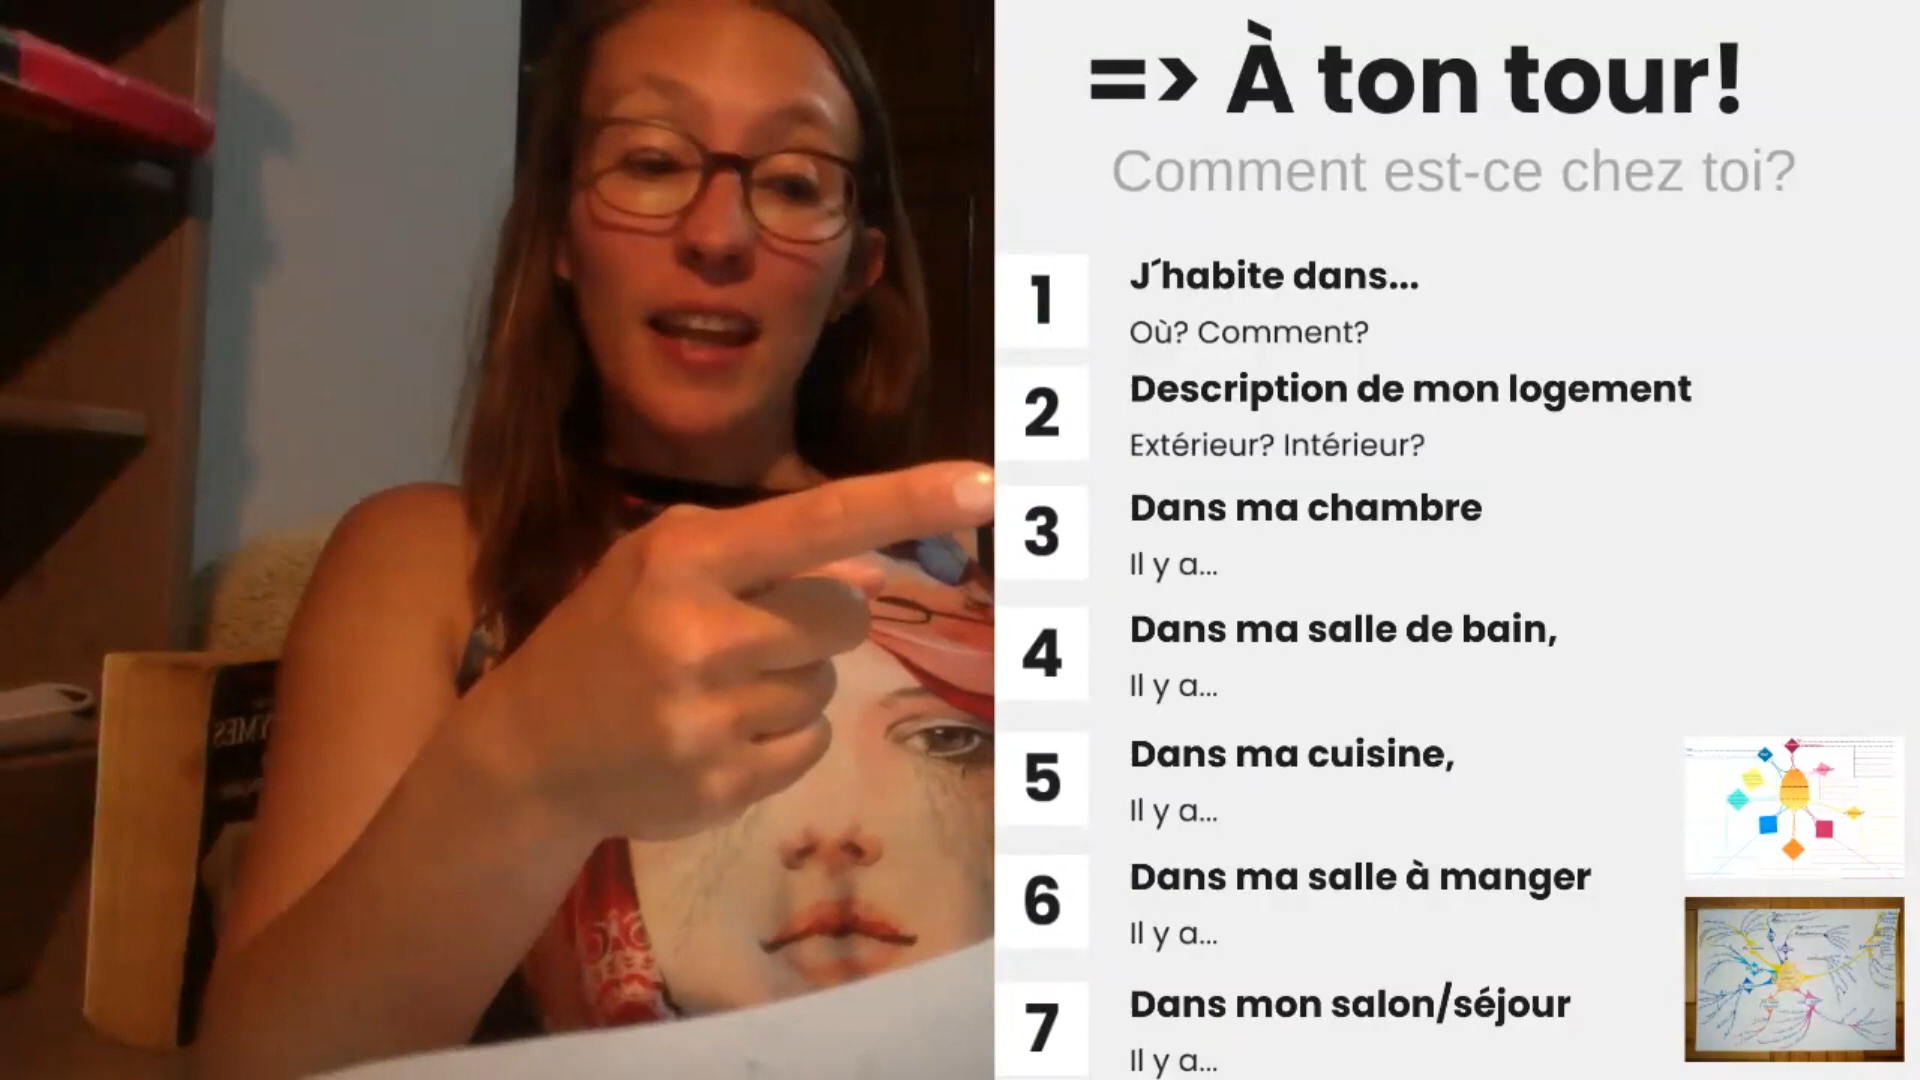 => À ton tour!
Comment est-ce chez toi?
1
J´habite dans...
Où? Comment?
2
Description de mon logement
Extérieur? Intérieur?
3
Dans ma chambre
Il y a...
4
Dans ma salle de bain,
Il y a...
5
Dans ma cuisine,
Il y a...
6
Dans ma salle à manger
Il y a...
7
Dans mon salon/séjour
Il y a...